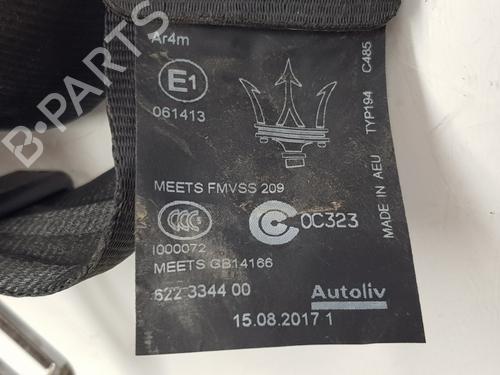 Ar4m
E1
061413
MEETS FMVSS 209
CCC
0C323
I000072
MEETS GB14166
622 3344 00
Autoliv
15.08.2017 1
MADE IN AEU TYP194 C485
B-PARTS